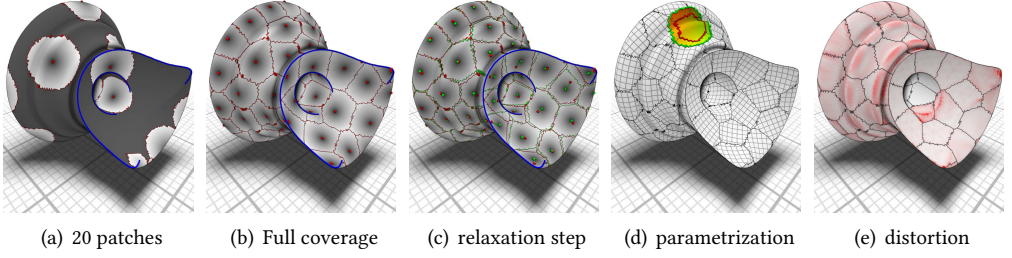 (a) 20 patches
(b) Full coverage
(c) relaxation step
(d) parametrization
(e) distortion